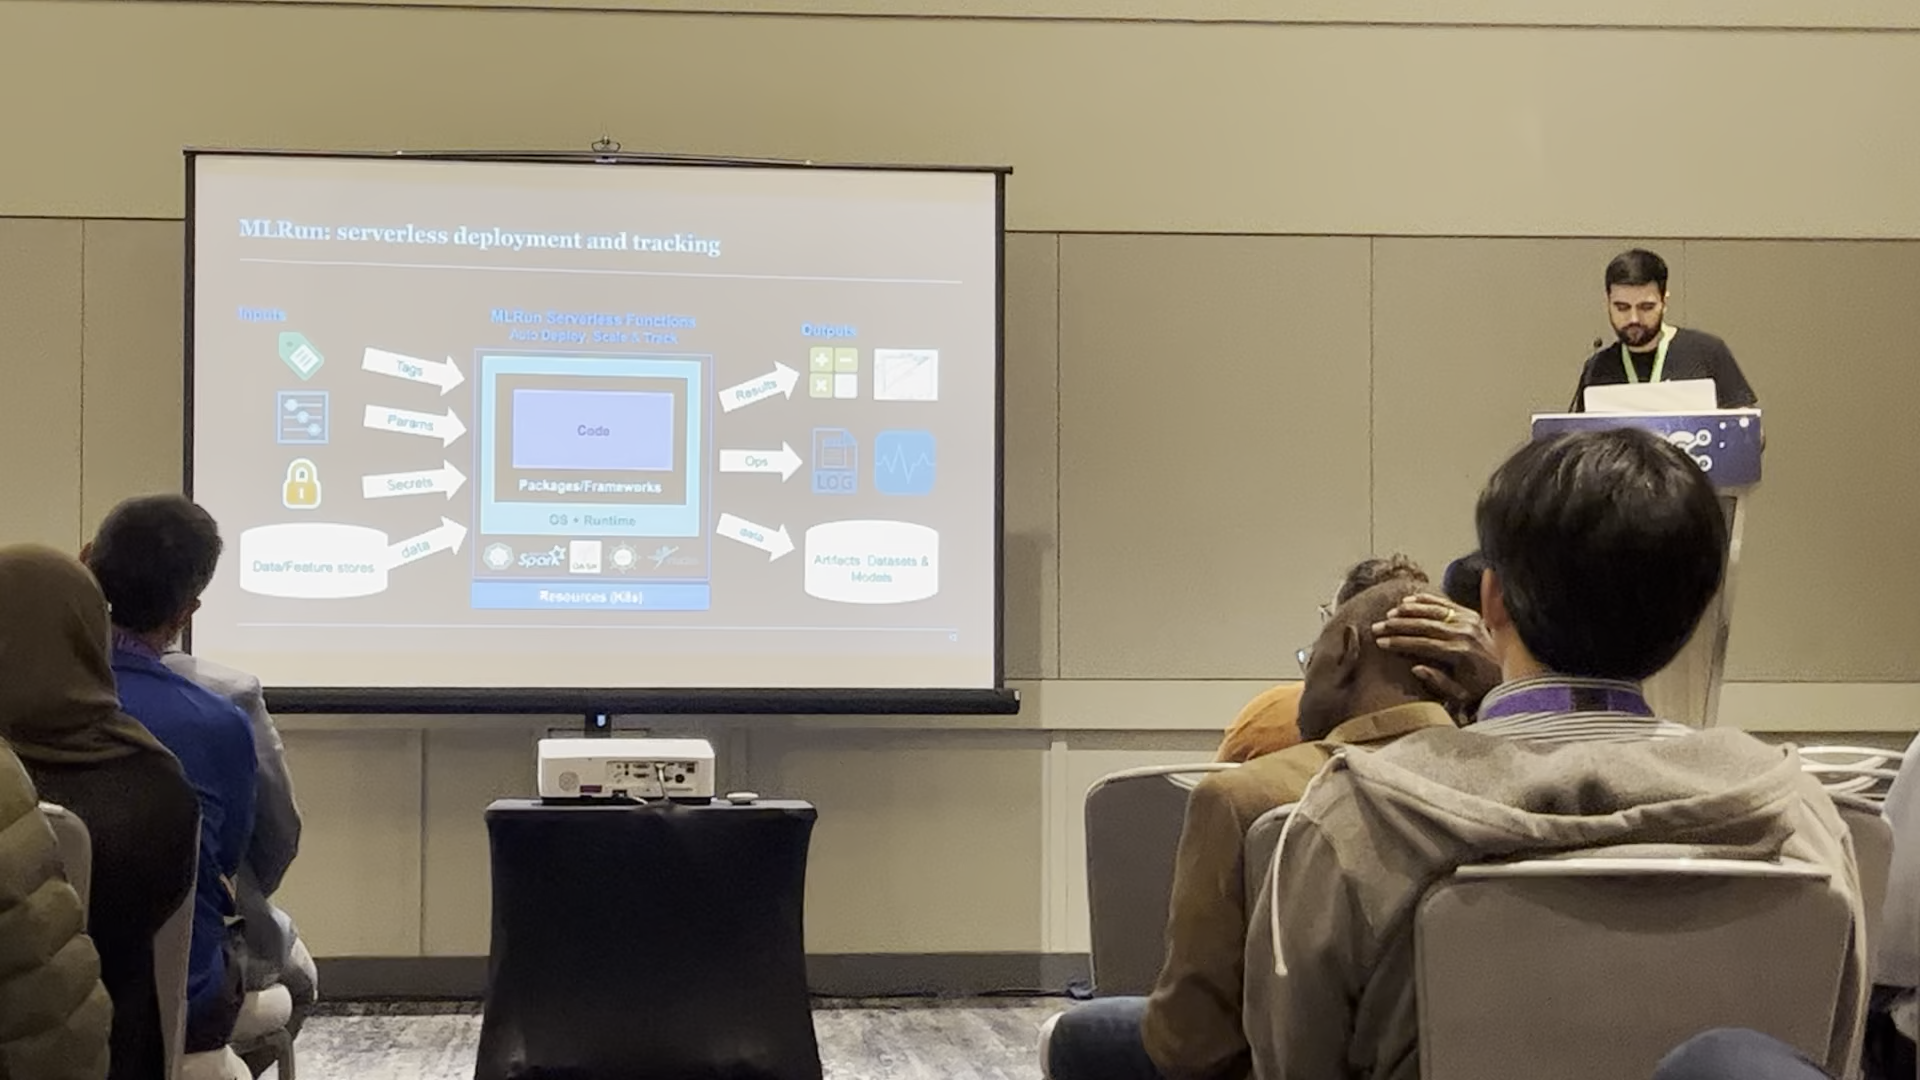 MLRun: serverless deployment and tracking
Inputs
MLRun Serverless Functions
Auto Deploy, Scale & Track
Outputs
Tags
Params
Secrets
data
Data/Feature stores
Code
Packages/Frameworks
OS + Runtime
Spark
DASK
Resources (K8s)
Results
Ops
LOG
data
Artifacts, Datasets &
Models